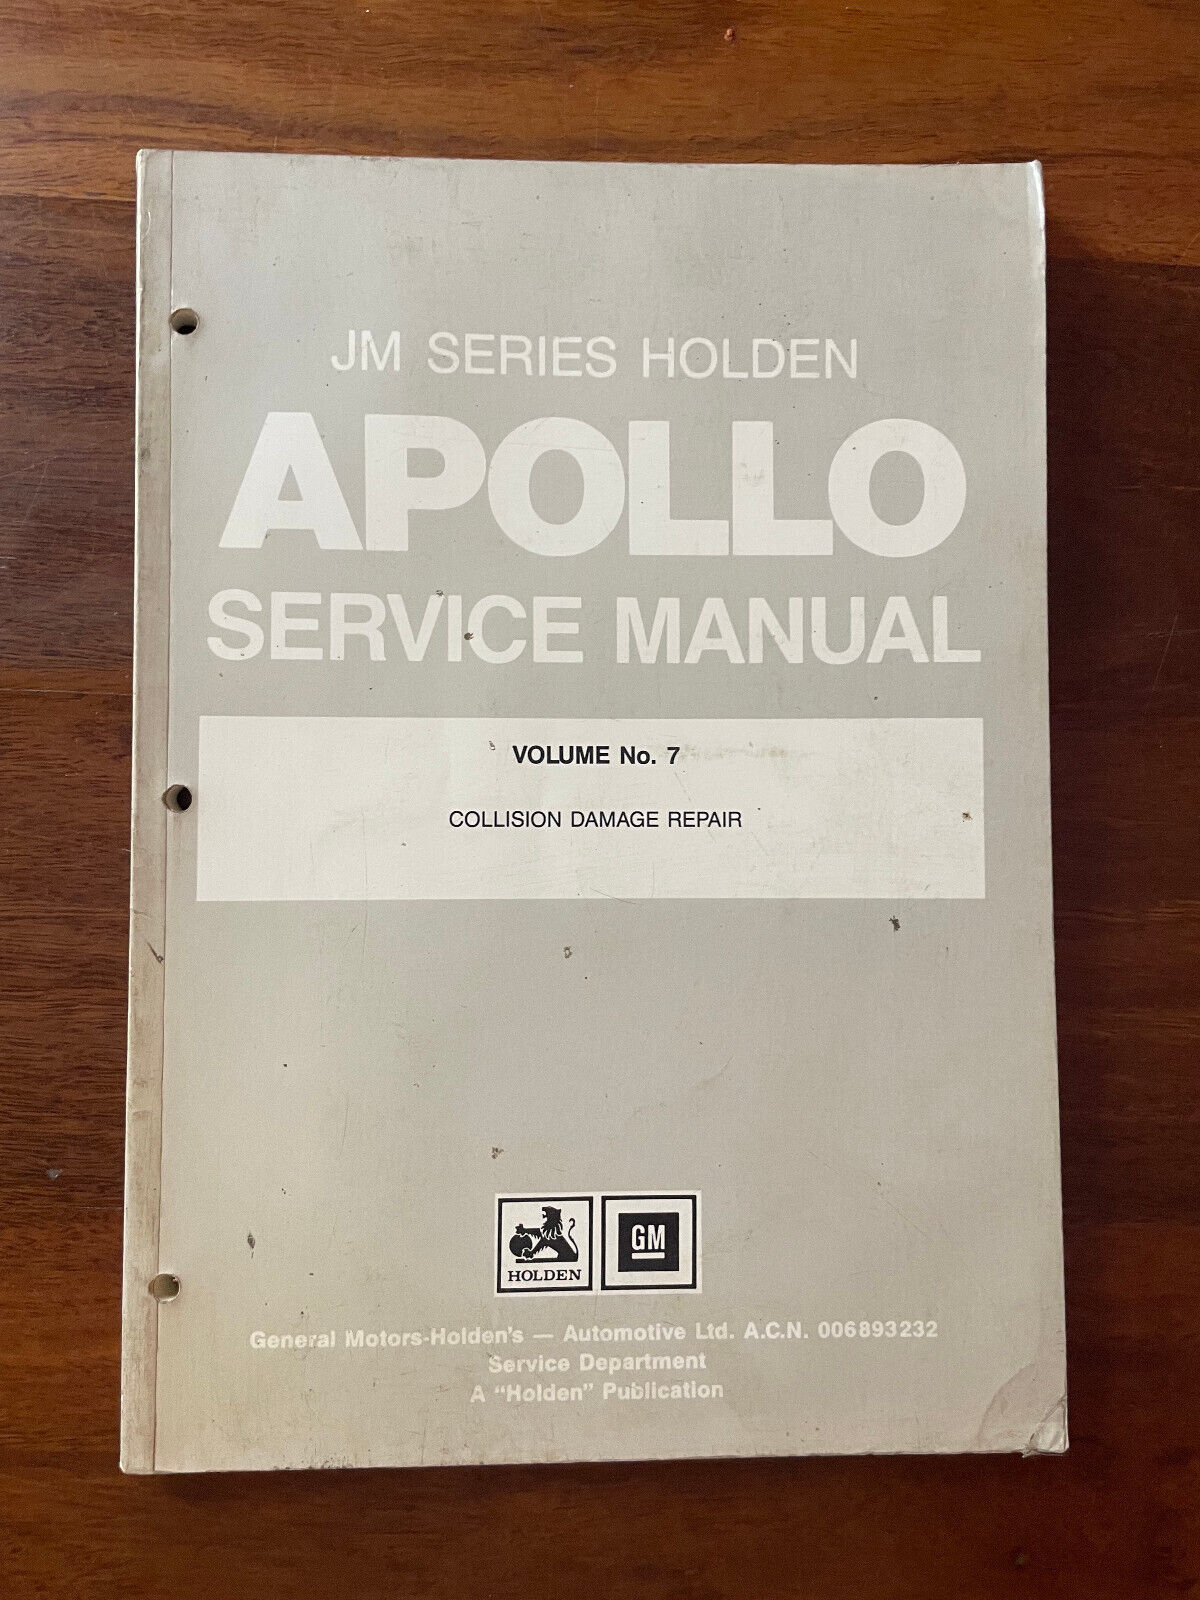 JM SERIES HOLDEN
APOLLO
SERVICE MANUAL
VOLUME No. 7
COLLISION DAMAGE REPAIR
HOLDEN
GM
General Motors-Holden's — Automotive Ltd. A.C.N. 006893232
Service Department
A "Holden" Publication